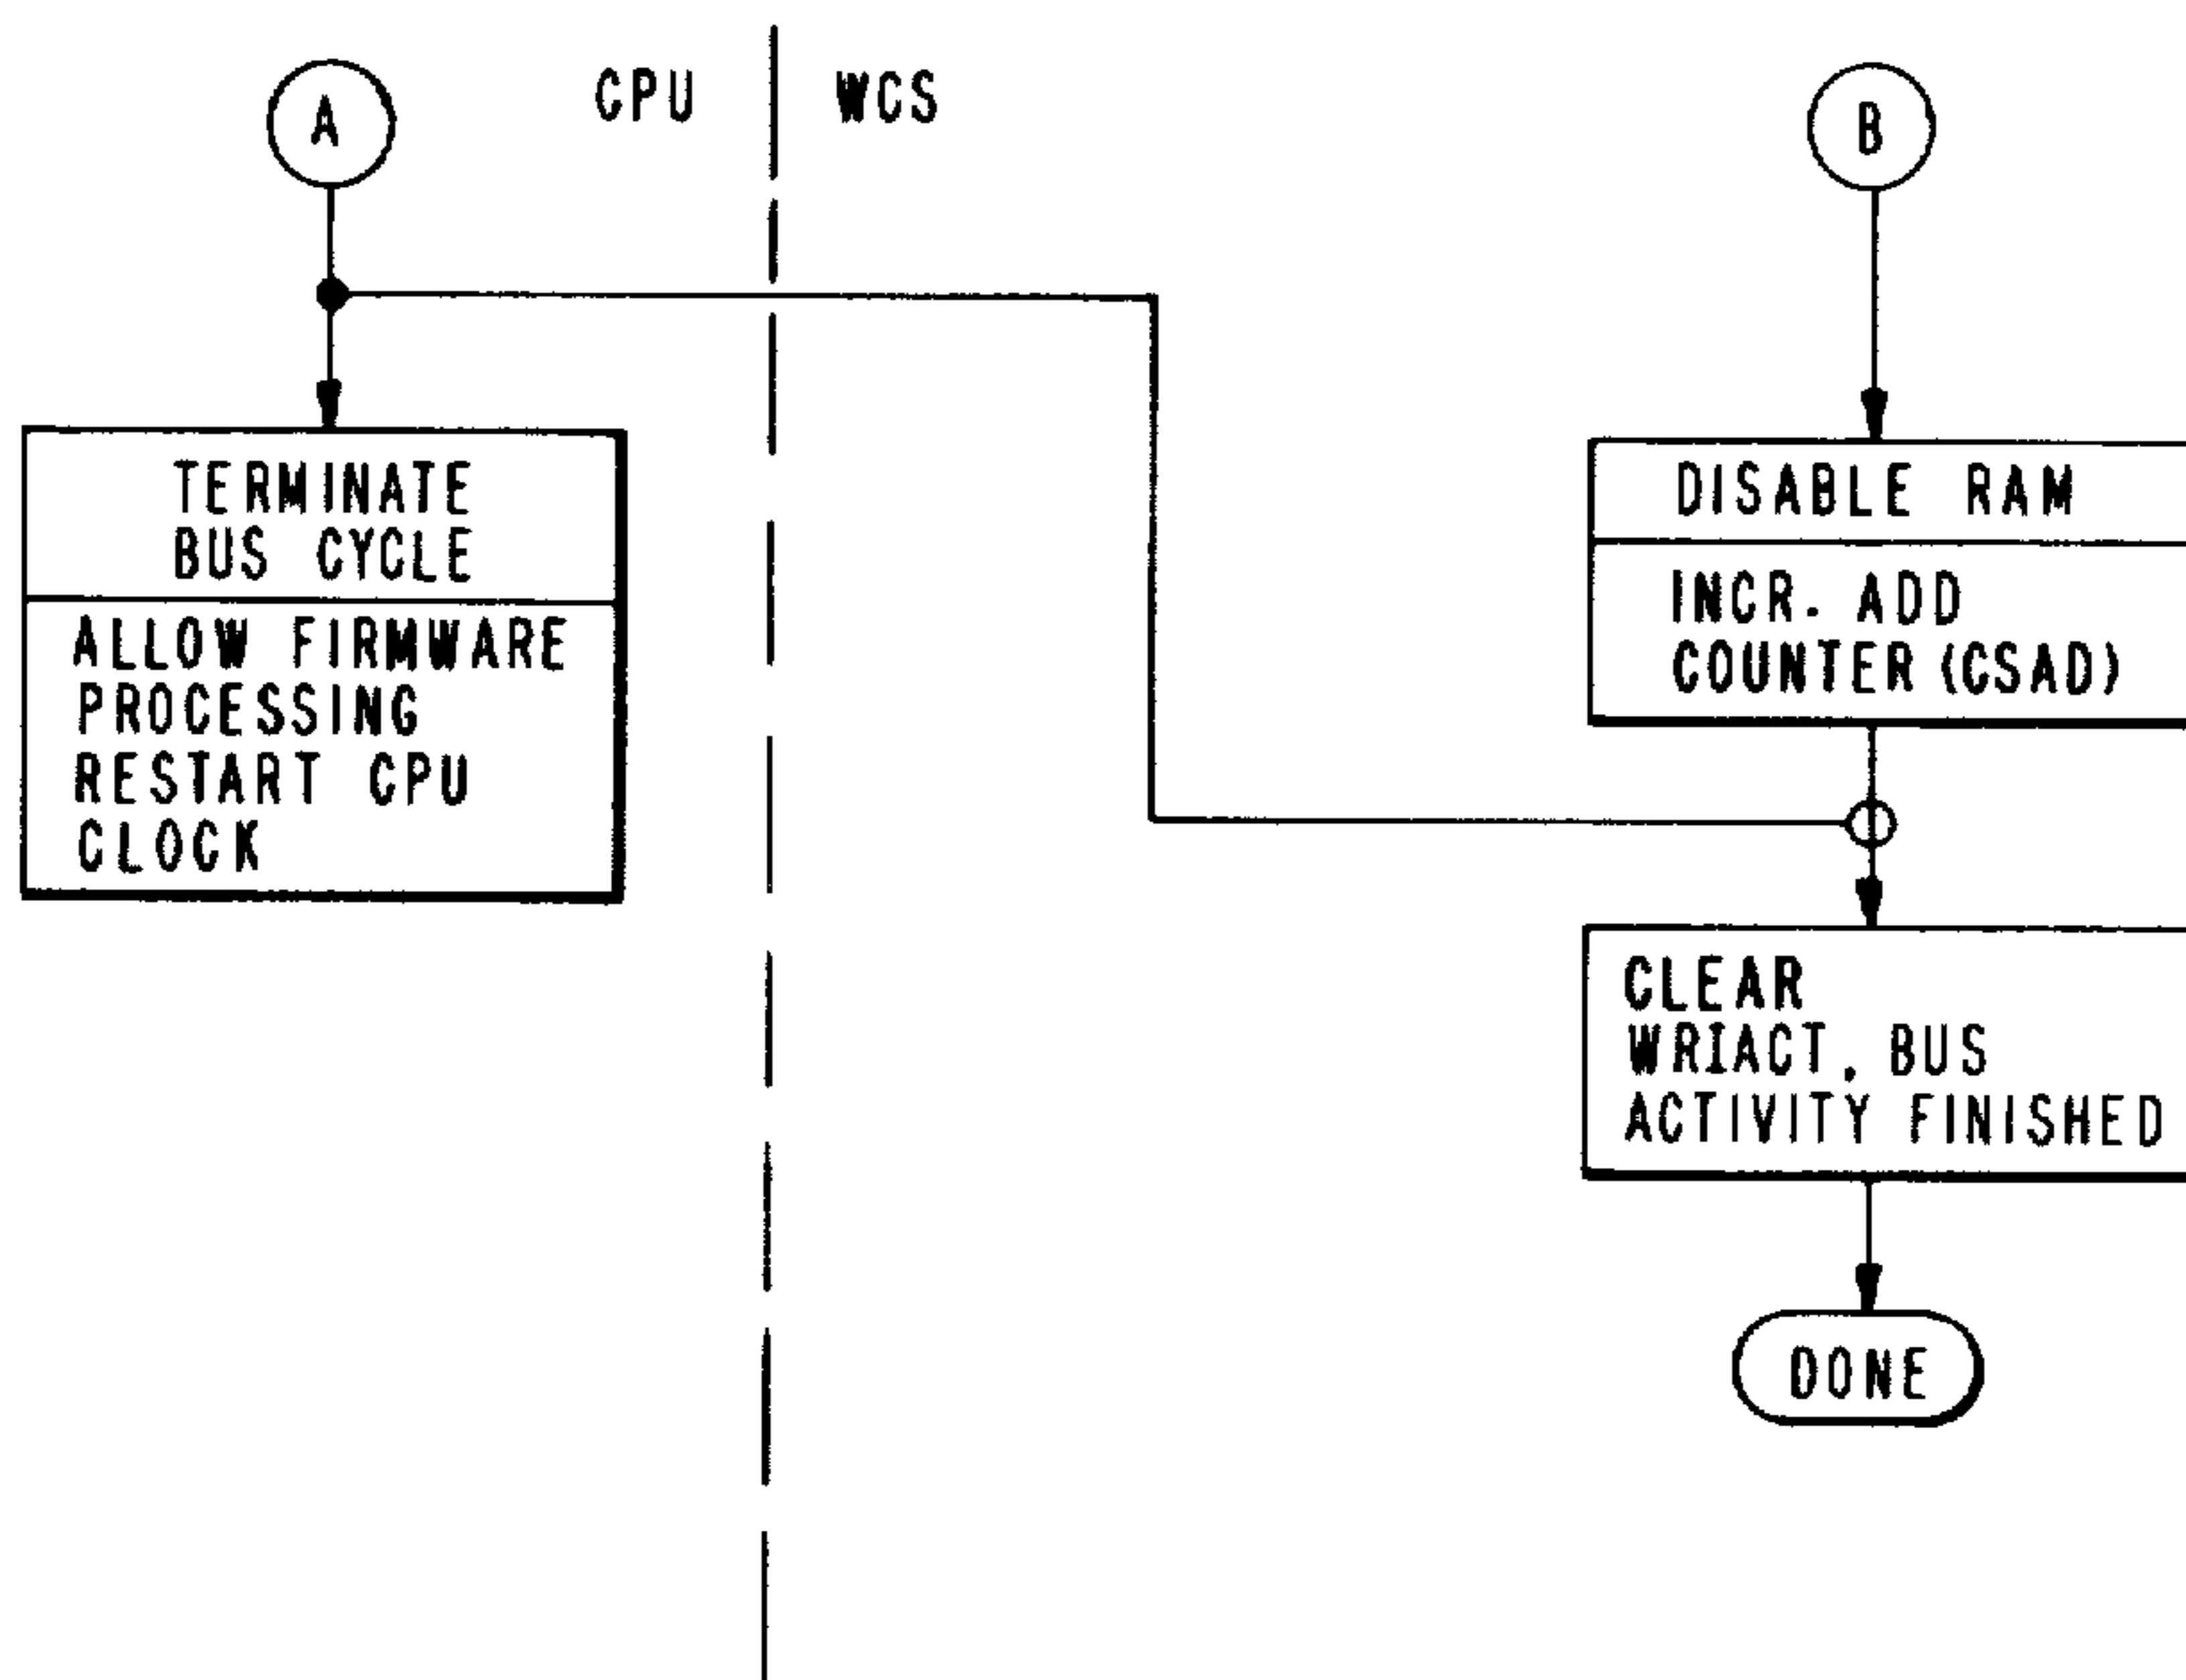 A
CPU
WCS
B
TERMINATE
BUS CYCLE
ALLOW FIRMWARE
PROCESSING
RESTART CPU
CLOCK
DISABLE RAM
INCR. ADD
COUNTER (CSAD)
CLEAR
WRIACT, BUS
ACTIVITY FINISHED
DONE